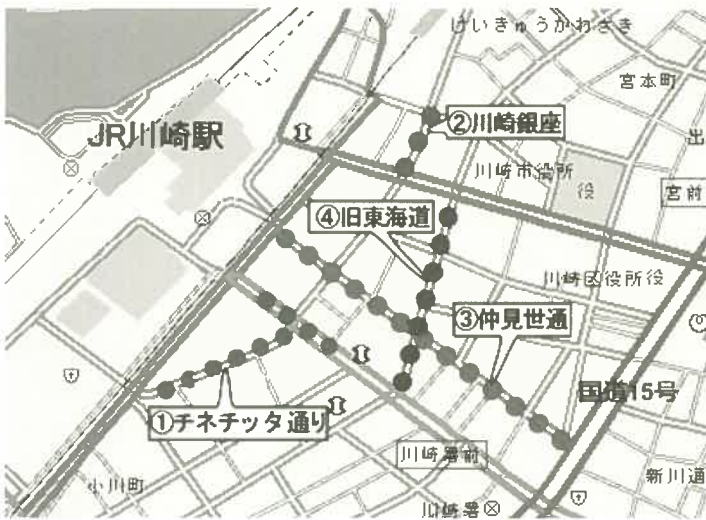 けいきゅうかわさき
宮本町
②川崎銀座
JR川崎駅
出
川崎市役所
役
宮前
④旧東海道
川崎区役所役
③仲見世通
国道15号
①チネチッタ通り
川崎署前
小川町
新川通
川崎署